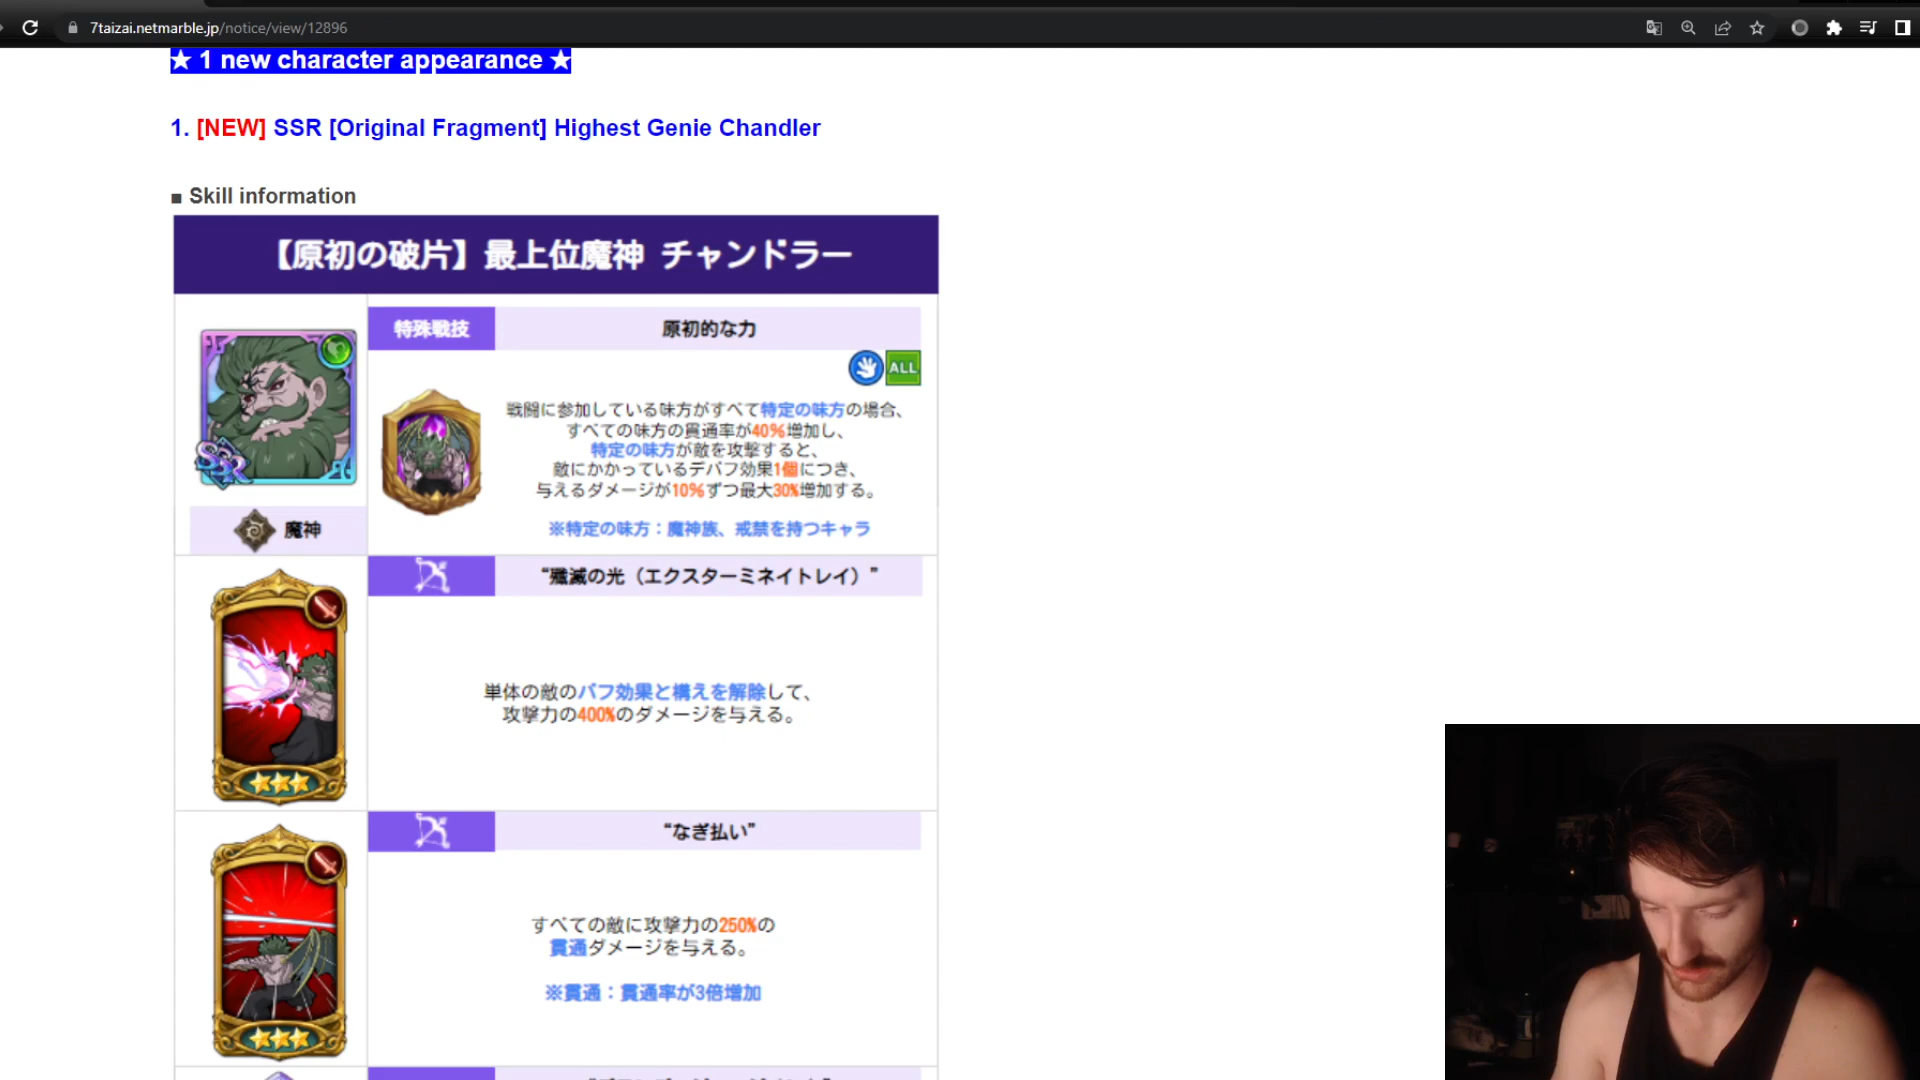 7taizai.netmarble.jp/notice/view/12896
★ 1 new character appearance ★
1. [NEW] SSR [Original Fragment] Highest Genie Chandler
■ Skill information
【原初の破片】最上位魔神 チャンドラー
特殊戦技
原初的な力
ALL
戦闘に参加している味方がすべて特定の味方の場合、
すべての味方の貫通率が40%増加し、
特定の味方が敵を攻撃すると、
敵にかかっているデバフ効果1個につき、
与えるダメージが10%ずつ最大30%増加する。
※特定の味方：魔神族、戒禁を持つキャラ
SSR
魔神
“殲滅の光（エクスターミネイトレイ）”
単体の敵のバフ効果と構えを解除して、
攻撃力の400%のダメージを与える。
“なぎ払い”
すべての敵に攻撃力の250%の
貫通ダメージを与える。
※貫通：貫通率が3倍増加